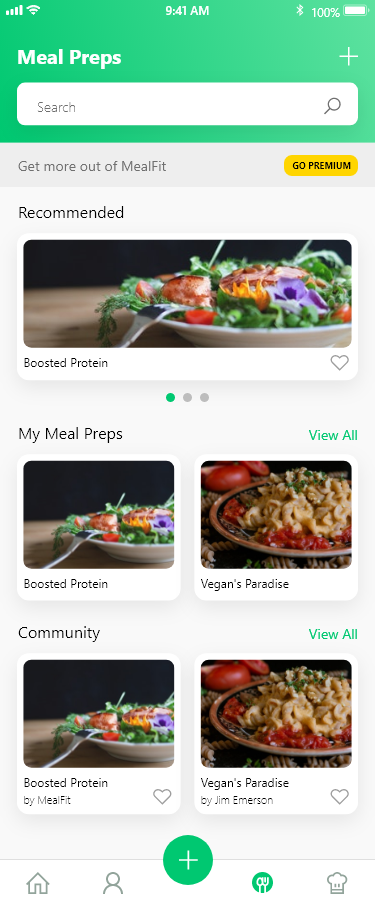 9:41 AM
100%
Meal Preps
Search
Get more out of MealFit
GO PREMIUM
Recommended
Boosted Protein
My Meal Preps
View All
Boosted Protein
Vegan's Paradise
Community
View All
Boosted Protein
by MealFit
Vegan's Paradise
by Jim Emerson